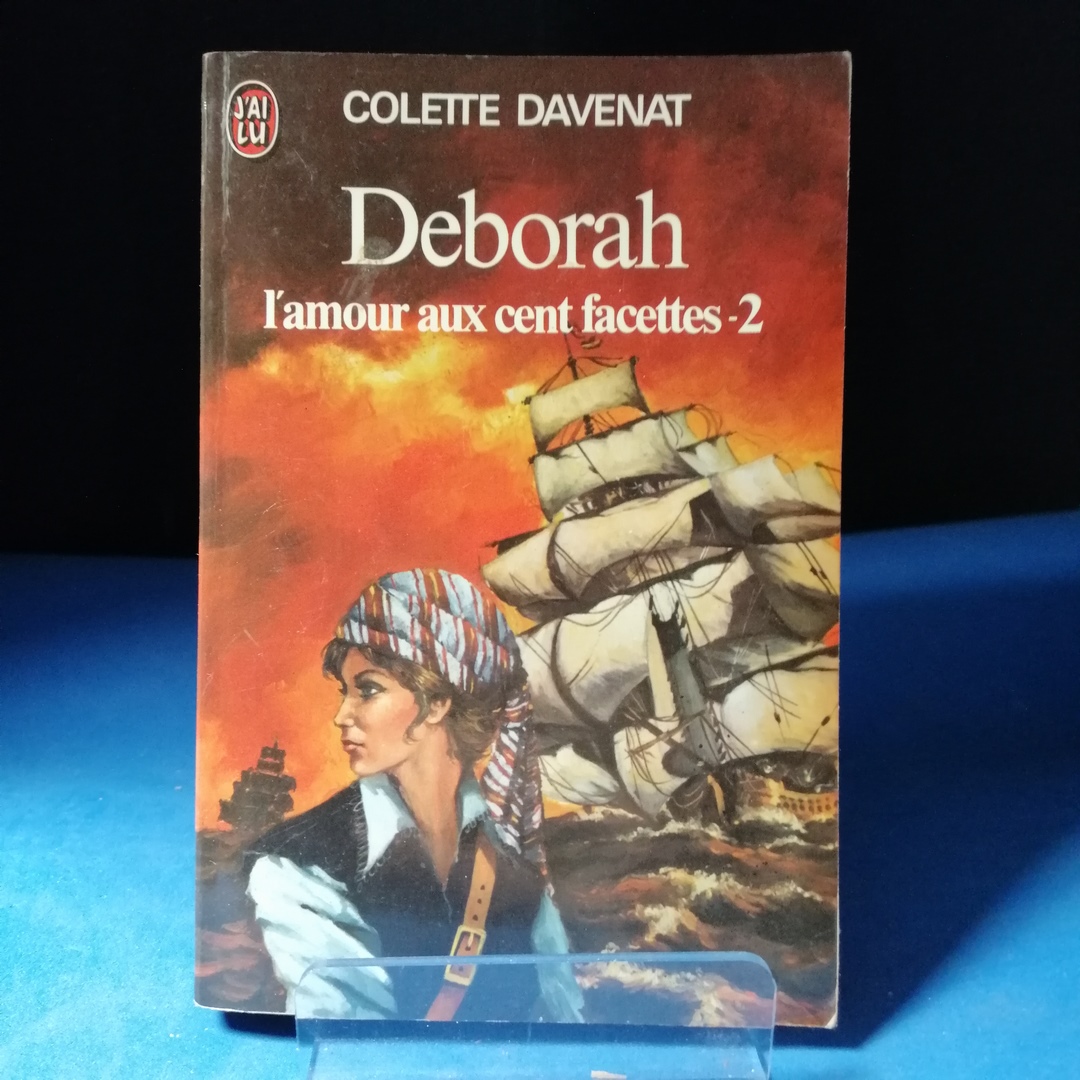 J'AI
LU
COLETTE DAVENAT
Deborah
l'amour aux cent facettes -2